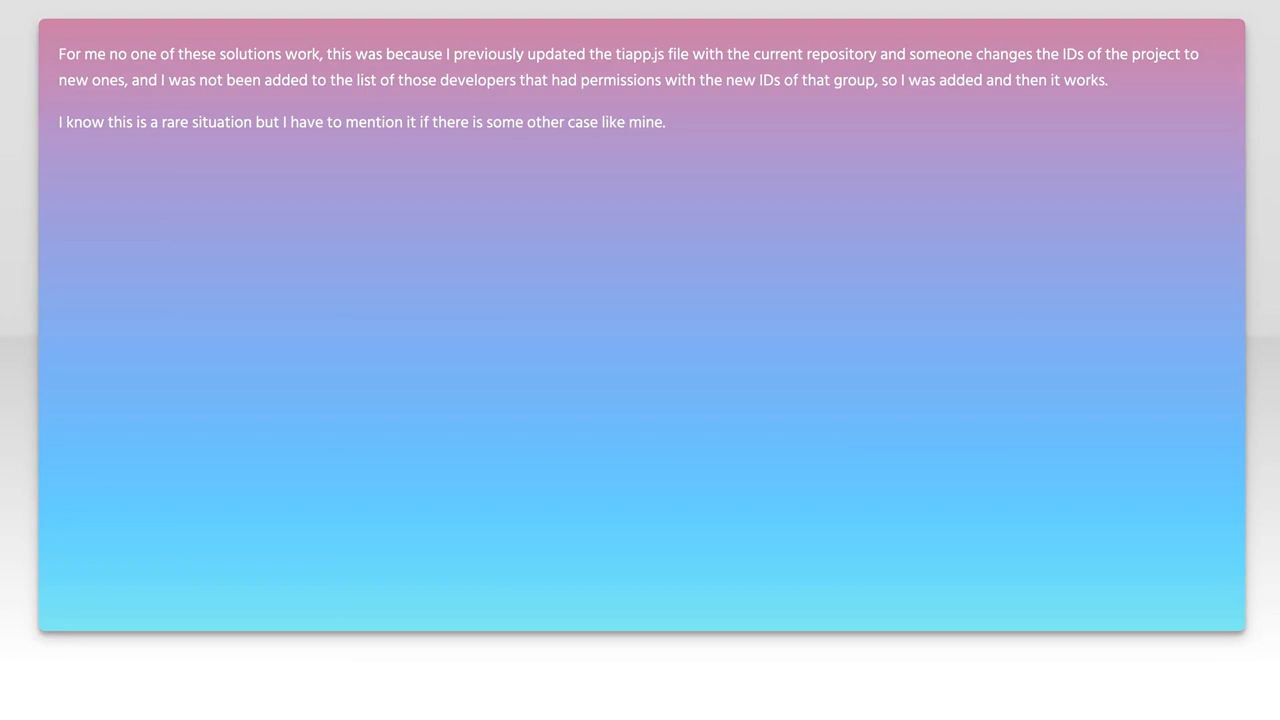 For me no one of these solutions work, this was because I previously updated the tiapp.js file with the current repository and someone changes the IDs of the project to
new ones, and I was not been added to the list of those developers that had permissions with the new IDs of that group, so I was added and then it works.
I know this is a rare situation but I have to mention it if there is some other case like mine.